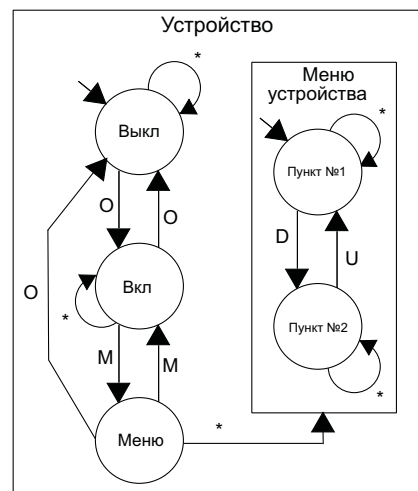 Устройство
*
Меню
устройства
*
Выкл
Пункт №1
O
O
D
U
O
Вкл
*
Пункт №2
M
M
*
Меню
*